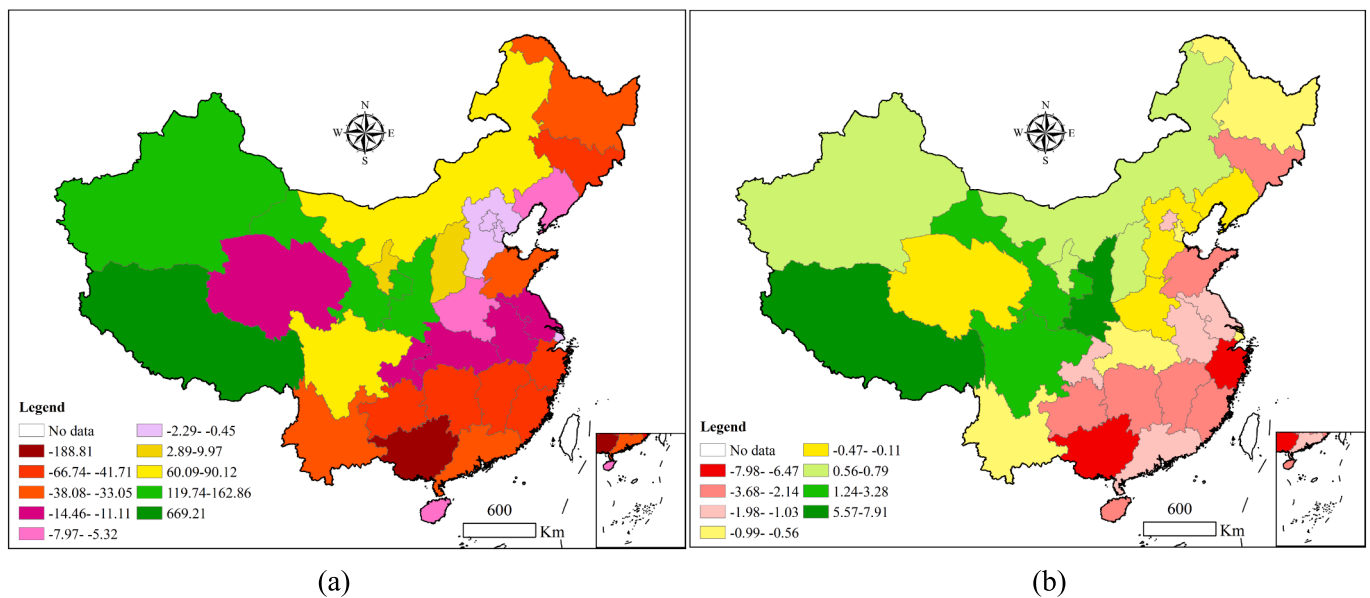 N
W E
S
Legend
No data
-188.81
-66.74- -41.71
-38.08- -33.05
-14.46- -11.11
-7.97- -5.32
-2.29- -0.45
2.89-9.97
60.09-90.12
119.74-162.86
669.21
600
Km
(a)
N
W E
S
Legend
No data
-7.98- -6.47
-3.68- -2.14
-1.98- -1.03
-0.99- -0.56
-0.47- -0.11
0.56-0.79
1.24-3.28
5.57-7.91
600
Km
(b)